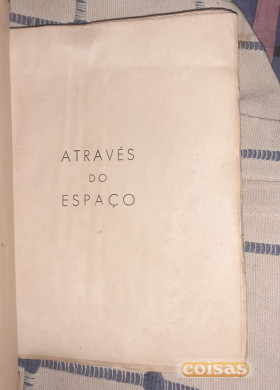 ATRAVÉS
DO
ESPAÇO
coisas